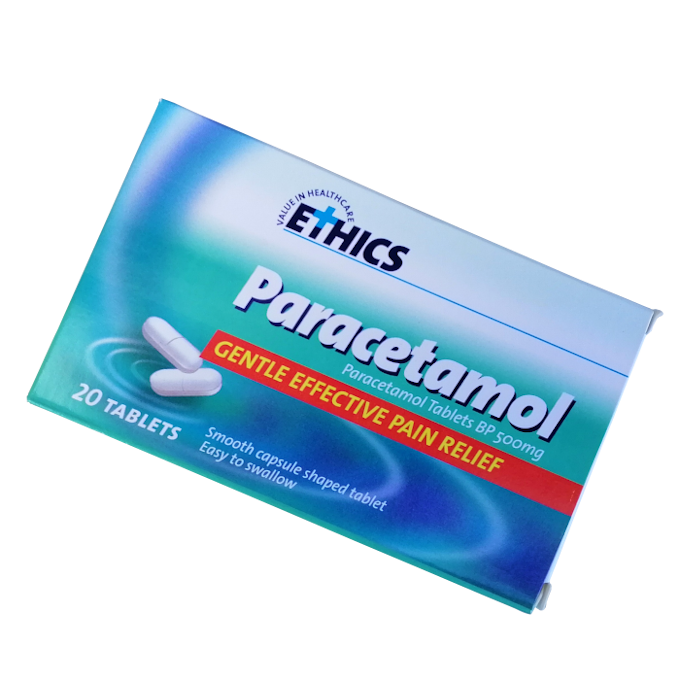 VALUE IN HEALTHCARE
ETHICS
Paracetamol
Paracetamol Tablets BP 500mg
GENTLE EFFECTIVE PAIN RELIEF
20 TABLETS
Smooth capsule shaped tablet
Easy to swallow